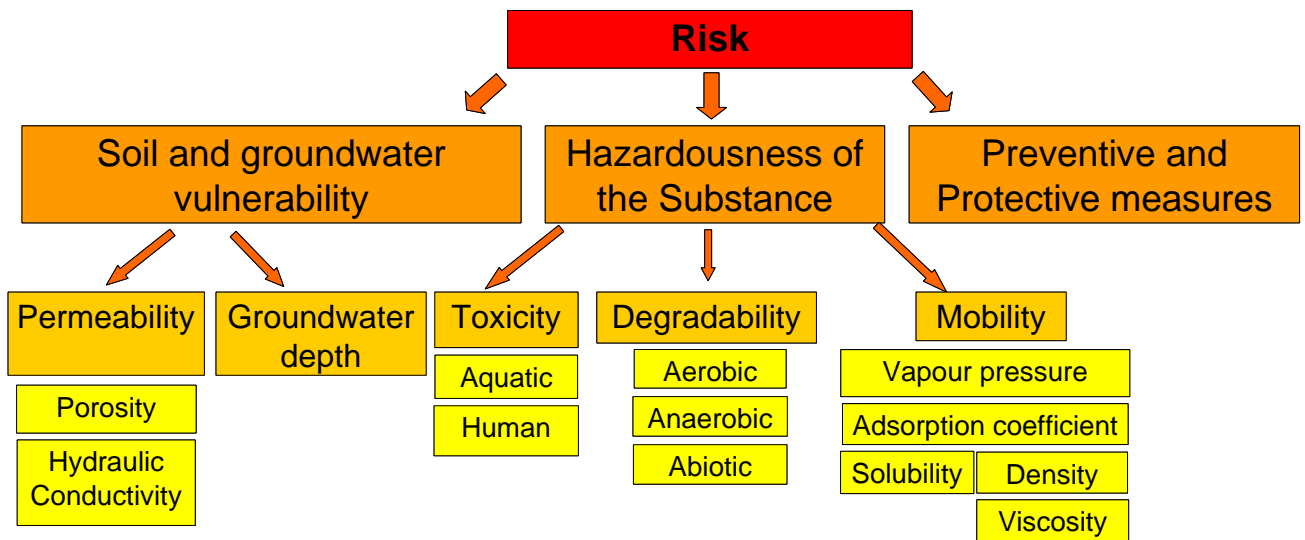 Risk
Soil and groundwater
vulnerability
Hazardousness of
the Substance
Preventive and
Protective measures
Permeability
Groundwater
depth
Toxicity
Degradability
Mobility
Porosity
Hydraulic
Conductivity
Aquatic
Human
Aerobic
Anaerobic
Abiotic
Vapour pressure
Adsorption coefficient
Solubility
Density
Viscosity